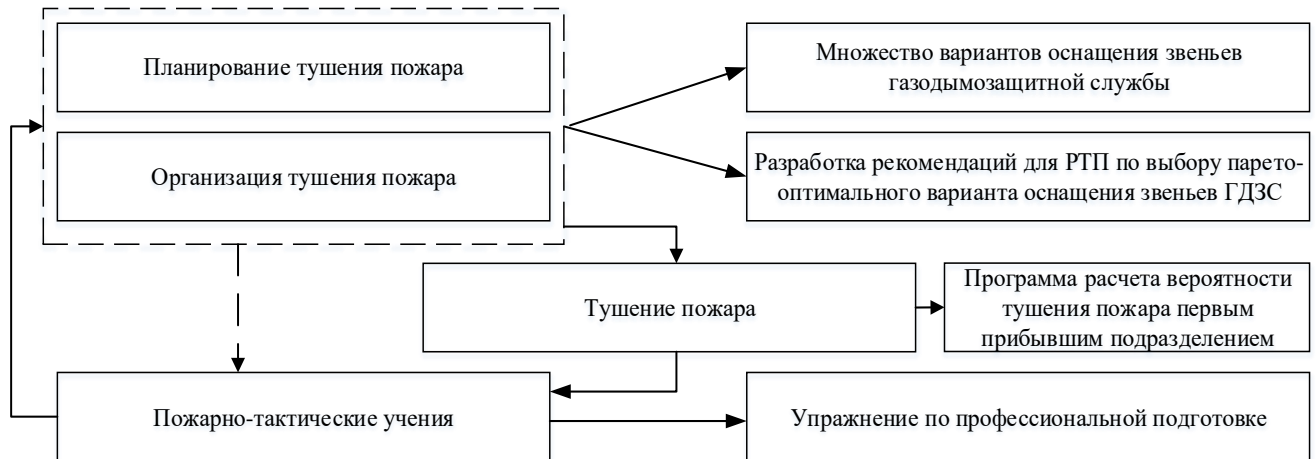 Планирование тушения пожара
Организация тушения пожара
Множество вариантов оснащения звеньев
газодымозащитной службы
Разработка рекомендаций для РТП по выбору парето-
оптимального варианта оснащения звеньев ГДЗС
Тушение пожара
Программа расчета вероятности
тушения пожара первым
прибывшим подразделением
Пожарно-тактические учения
Упражнение по профессиональной подготовке